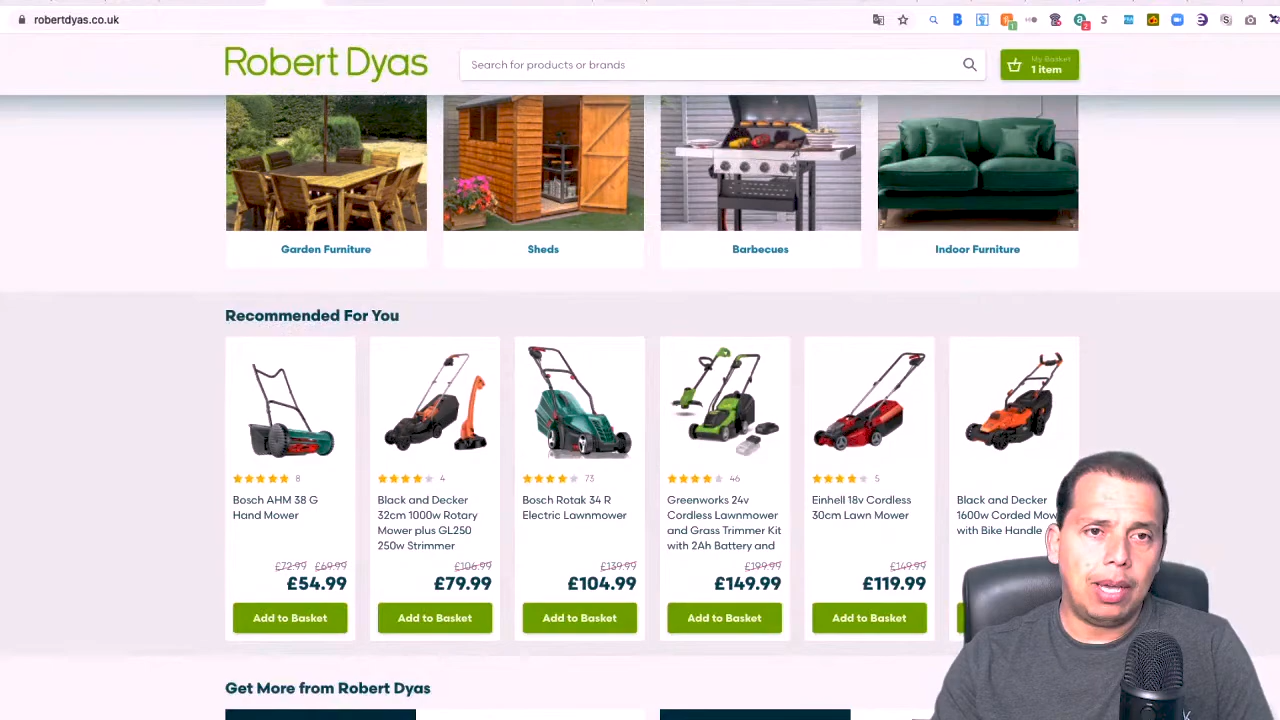 robertdyas.co.uk
Robert Dyas
Search for products or brands
My Basket
1 item
Garden Furniture
Sheds
Barbecues
Indoor Furniture
Recommended For You
8
4
73
46
5
Bosch AHM 38 G
Hand Mower
Black and Decker
32cm 1000w Rotary
Mower plus GL250
250w Strimmer
Bosch Rotak 34 R
Electric Lawnmower
Greenworks 24v
Cordless Lawnmower
and Grass Trimmer Kit
with 2Ah Battery and
Einhell 18v Cordless
30cm Lawn Mower
Black and Decker
1600w Corded Mow
with Bike Handle
£72.99 £69.99
£54.99
£106.99
£79.99
£139.99
£104.99
£199.99
£149.99
£149.99
£119.99
Add to Basket
Add to Basket
Add to Basket
Add to Basket
Add to Basket
Get More from Robert Dyas